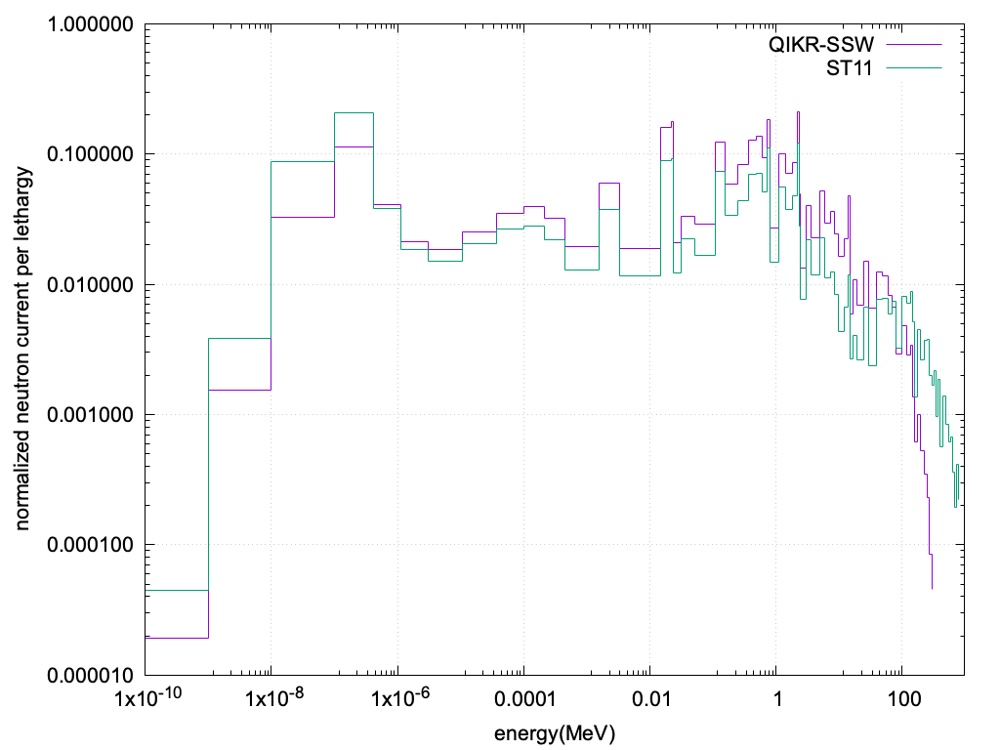 1.000000
0.100000
0.010000
0.001000
0.000100
0.000010
normalized neutron current per lethargy
QIKR-SSW
ST11
1x10^-10 1x10^-8 1x10^-6 0.0001 0.01 1 100
energy(MeV)